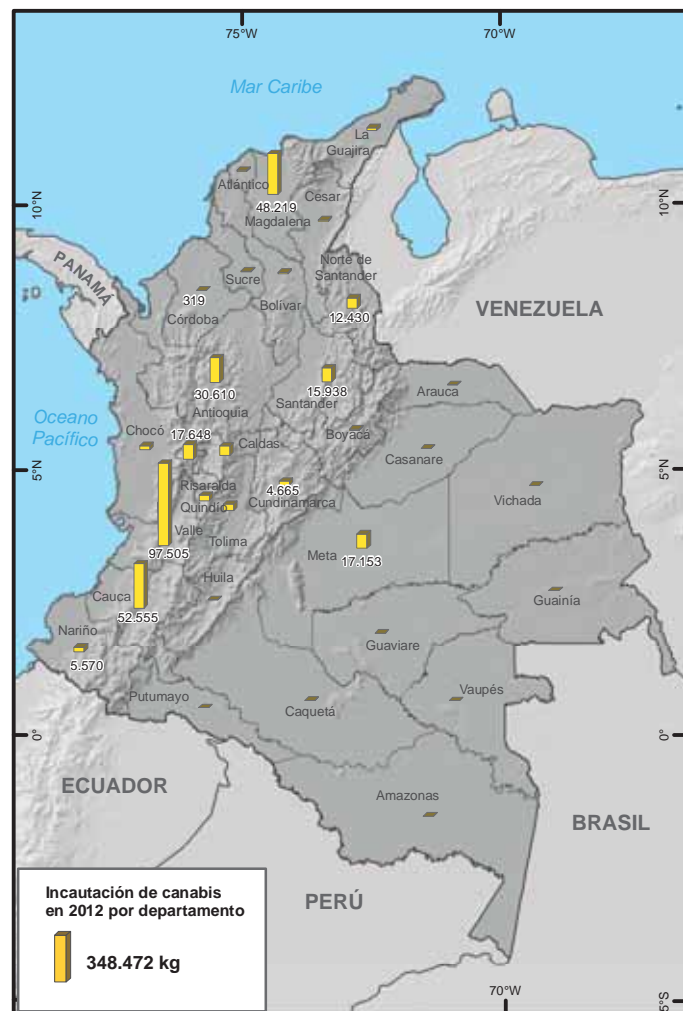 75°W
70°W
Mar Caribe
La
Guajira
Atlántico
Cesar
10°N
10°N
48.219
Magdalena
PANAMÁ
Norte de
Santander
Sucre
319
Bolívar
Córdoba
12.430
VENEZUELA
30.610
Antioquia
Santander
15.938
Arauca
Oceano
Pacífico
Chocó
17.648
Caldas
Boyacá
Casanare
5°N
5°N
Risaralda
4.665
Cundinamarca
Vichada
Quindío
Valle
Tolima
97.505
Meta
17.153
Cauca
Huila
Guainía
52.555
Nariño
Guaviare
5.570
Putumayo
Caquetá
Vaupés
0°
0°
ECUADOR
Amazonas
BRASIL
PERÚ
Incautación de canabis
en 2012 por departamento
348.472 kg
70°W
5°S